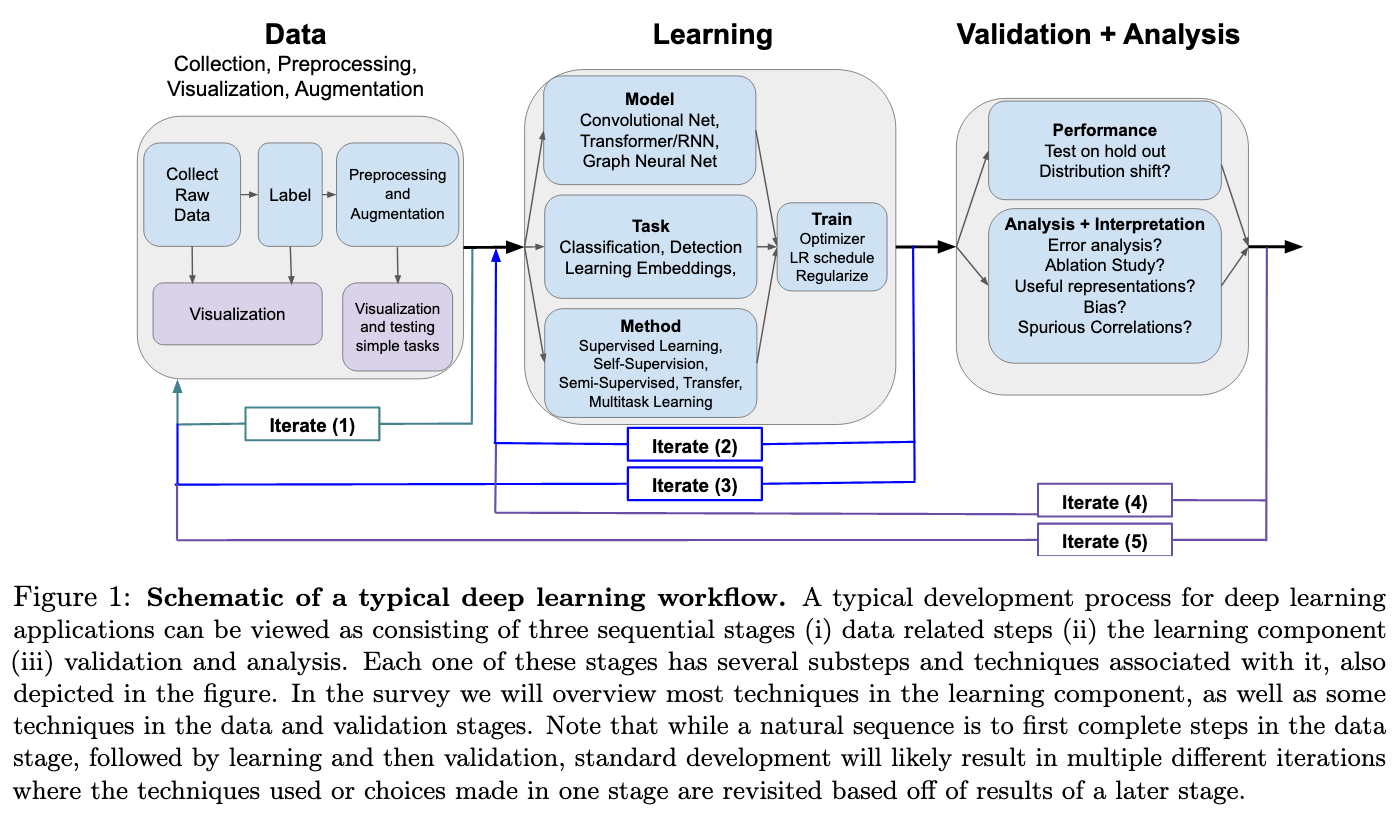 Data
Collection, Preprocessing,
Visualization, Augmentation
Collect
Raw
Data
Label
Preprocessing
and
Augmentation
Visualization
Visualization
and testing
simple tasks
Iterate (1)
Learning
Model
Convolutional Net,
Transformer/RNN,
Graph Neural Net
Task
Classification, Detection
Learning Embeddings,
Method
Supervised Learning,
Self-Supervision,
Semi-Supervised, Transfer,
Multitask Learning
Train
Optimizer
LR schedule
Regularize
Iterate (2)
Iterate (3)
Validation + Analysis
Performance
Test on hold out
Distribution shift?
Analysis + Interpretation
Error analysis?
Ablation Study?
Useful representations?
Bias?
Spurious Correlations?
Iterate (4)
Iterate (5)
Figure 1: Schematic of a typical deep learning workflow. A typical development process for deep learning
applications can be viewed as consisting of three sequential stages (i) data related steps (ii) the learning component
(iii) validation and analysis. Each one of these stages has several substeps and techniques associated with it, also
depicted in the figure. In the survey we will overview most techniques in the learning component, as well as some
techniques in the data and validation stages. Note that while a natural sequence is to first complete steps in the data
stage, followed by learning and then validation, standard development will likely result in multiple different iterations
where the techniques used or choices made in one stage are revisited based off of results of a later stage.